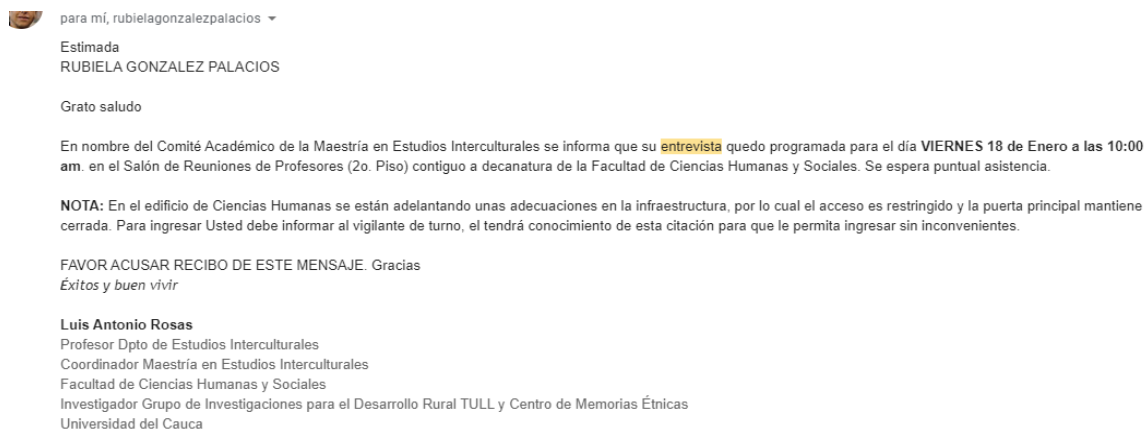 para mí, rubielagonzalezpalacios
Estimada
RUBIELA GONZALEZ PALACIOS
Grato saludo
En nombre del Comité Académico de la Maestría en Estudios Interculturales se informa que su entrevista quedo programada para el día VIERNES 18 de Enero a las 10:00
am. en el Salón de Reuniones de Profesores (2o. Piso) contiguo a decanatura de la Facultad de Ciencias Humanas y Sociales. Se espera puntual asistencia.
NOTA: En el edificio de Ciencias Humanas se están adelantando unas adecuaciones en la infraestructura, por lo cual el acceso es restringido y la puerta principal mantiene
cerrada. Para ingresar Usted debe informar al vigilante de turno, el tendrá conocimiento de esta citación para que le permita ingresar sin inconvenientes.
FAVOR ACUSAR RECIBO DE ESTE MENSAJE. Gracias
Éxitos y buen vivir
Luis Antonio Rosas
Profesor Dpto de Estudios Interculturales
Coordinador Maestría en Estudios Interculturales
Facultad de Ciencias Humanas y Sociales
Investigador Grupo de Investigaciones para el Desarrollo Rural TULL y Centro de Memorias Étnicas
Universidad del Cauca